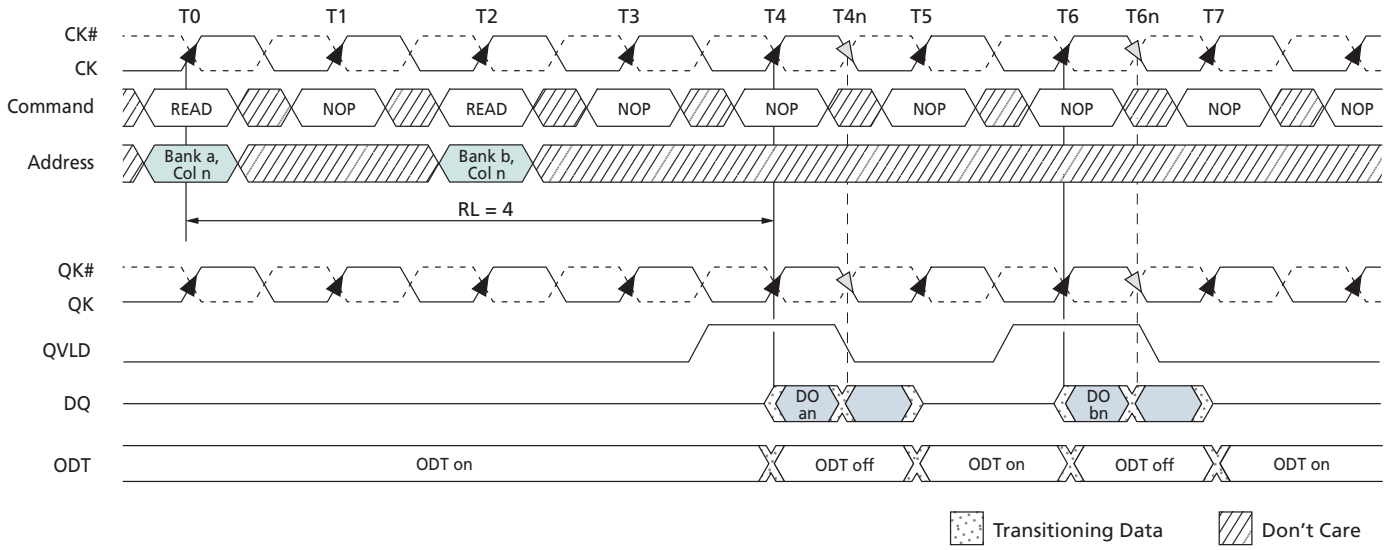 T0 T1 T2 T3 T4 T4n T5 T6 T6n T7
CK#
CK
Command READ NOP READ NOP NOP NOP NOP NOP NOP
Address Bank a, Col n Bank b, Col n
RL = 4
QK#
QK
QVLD
DQ DO an DO bn
ODT ODT on ODT off ODT on ODT off ODT on
Transitioning Data Don't Care